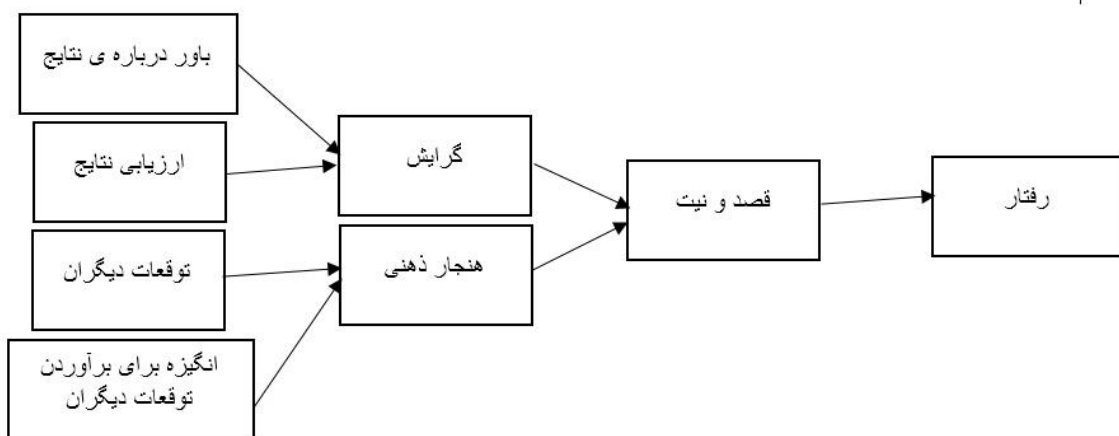 باور درباره ی نتایج
ارزیابی نتایج
توقعات دیگران
انگیزه برای برآوردن
توقعات دیگران
گرایش
هنجار ذهنی
قصد و نیت
رفتار